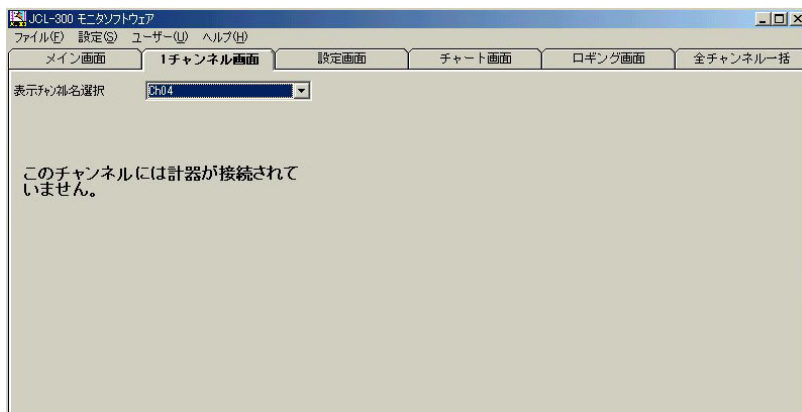 JCL-300 モニタソフトウェア
ファイル(F) 設定(S) ユーザー(U) ヘルプ(H)
メイン画面 1チャンネル画面 設定画面 チャート画面 ロギング画面 全チャンネル一括
表示チャンネル名選択 Ch04
このチャンネルには計器が接続されて
いません。